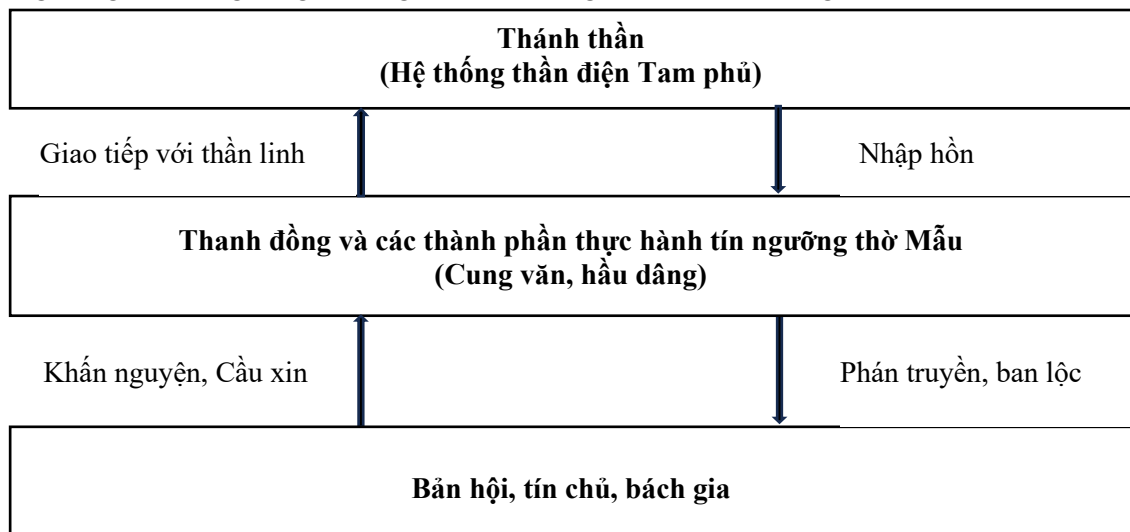 Thánh thần
(Hệ thống thần điện Tam phủ)
Giao tiếp với thần linh
Nhập hồn
Thanh đồng và các thành phần thực hành tín ngưỡng thờ Mẫu
(Cung văn, hầu dâng)
Khấn nguyện, Cầu xin
Phán truyền, ban lộc
Bản hội, tín chủ, bách gia